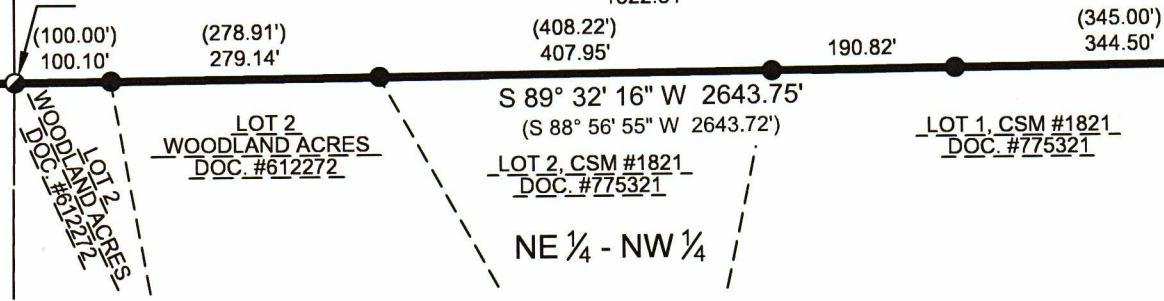 (100.00')
100.10'
(278.91')
279.14'
(408.22')
407.95'
190.82'
(345.00')
344.50'
S 89° 32' 16" W 2643.75'
(S 88° 56' 55" W 2643.72')
LOT 2
WOODLAND ACRES
DOC. #612272
LOT 2
WOODLAND ACRES
DOC. #612272
LOT 2, CSM #1821
DOC. #775321
LOT 1, CSM #1821
DOC. #775321
NE ¼ - NW ¼